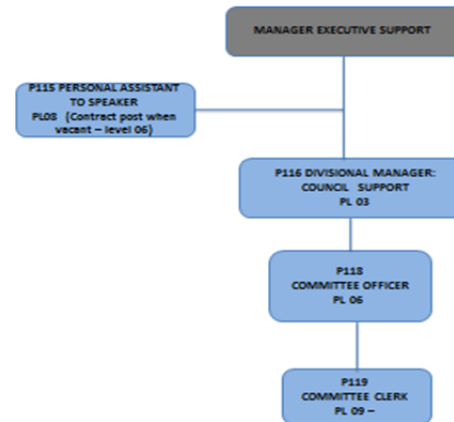 MANAGER EXECUTIVE SUPPORT
P115 PERSONAL ASSISTANT
TO SPEAKER
PL08 (Contract post when
vacant – level 06)
P116 DIVISIONAL MANAGER:
COUNCIL SUPPORT
PL 03
P118
COMMITTEE OFFICER
PL 06
P119
COMMITTEE CLERK
PL 09 –